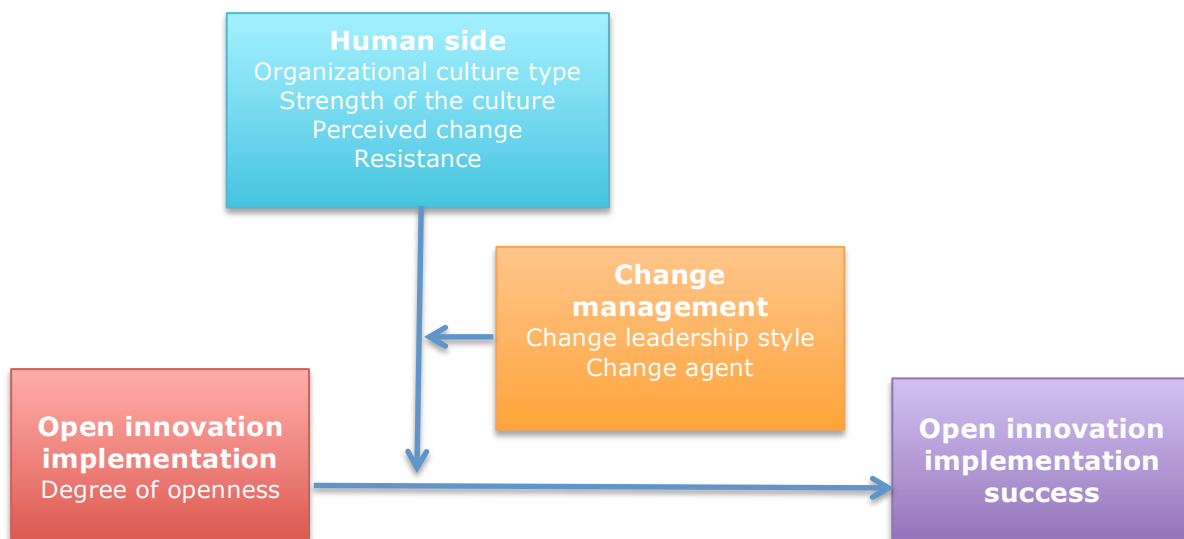 Human side
Organizational culture type
Strength of the culture
Perceived change
Resistance
Change
management
Change leadership style
Change agent
Open innovation
implementation
Degree of openness
Open innovation
implementation
success